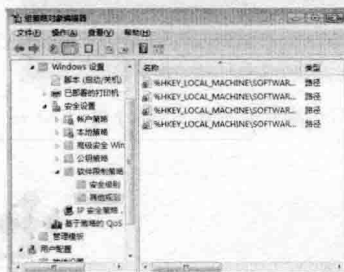 组策略对象编辑器
文件(F) 操作(A) 查看(V) 帮助(H)
Windows 设置
脚本 (启动/关机)
已部署的打印机
安全设置
帐户策略
本地策略
高级安全 Win
公钥策略
软件限制策略
安全级别
其他规则
IP 安全策略，
基于策略的 QoS
管理模板
用户配置
名称 类型
%HKEY_LOCAL_MACHINE\SOFTWAR... 路径
%HKEY_LOCAL_MACHINE\SOFTWAR... 路径
%HKEY_LOCAL_MACHINE\SOFTWAR... 路径
%HKEY_LOCAL_MACHINE\SOFTWAR... 路径